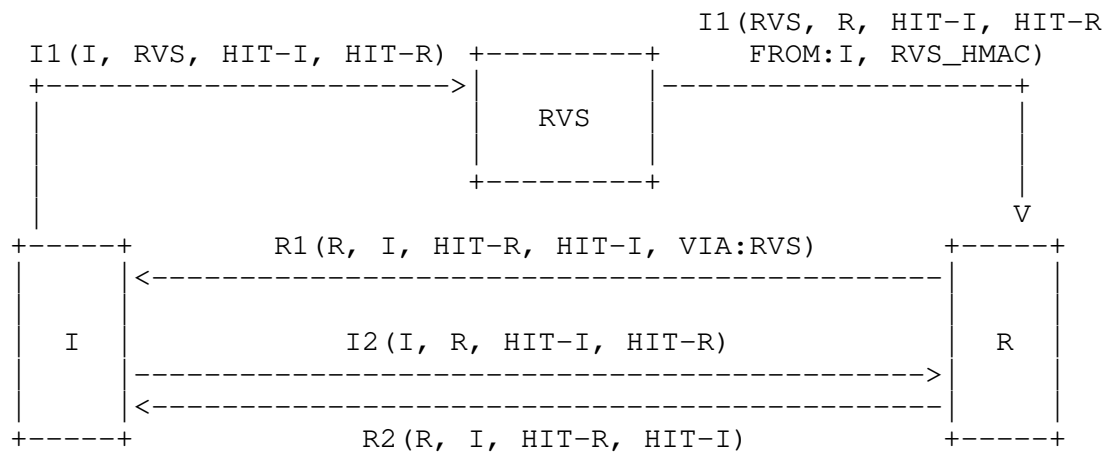 I1(RVS, R, HIT-I, HIT-R
I1(I, RVS, HIT-I, HIT-R)
FROM:I, RVS_HMAC)
RVS
V
R1(R, I, HIT-R, HIT-I, VIA:RVS)
I
I2(I, R, HIT-I, HIT-R)
R
R2(R, I, HIT-R, HIT-I)